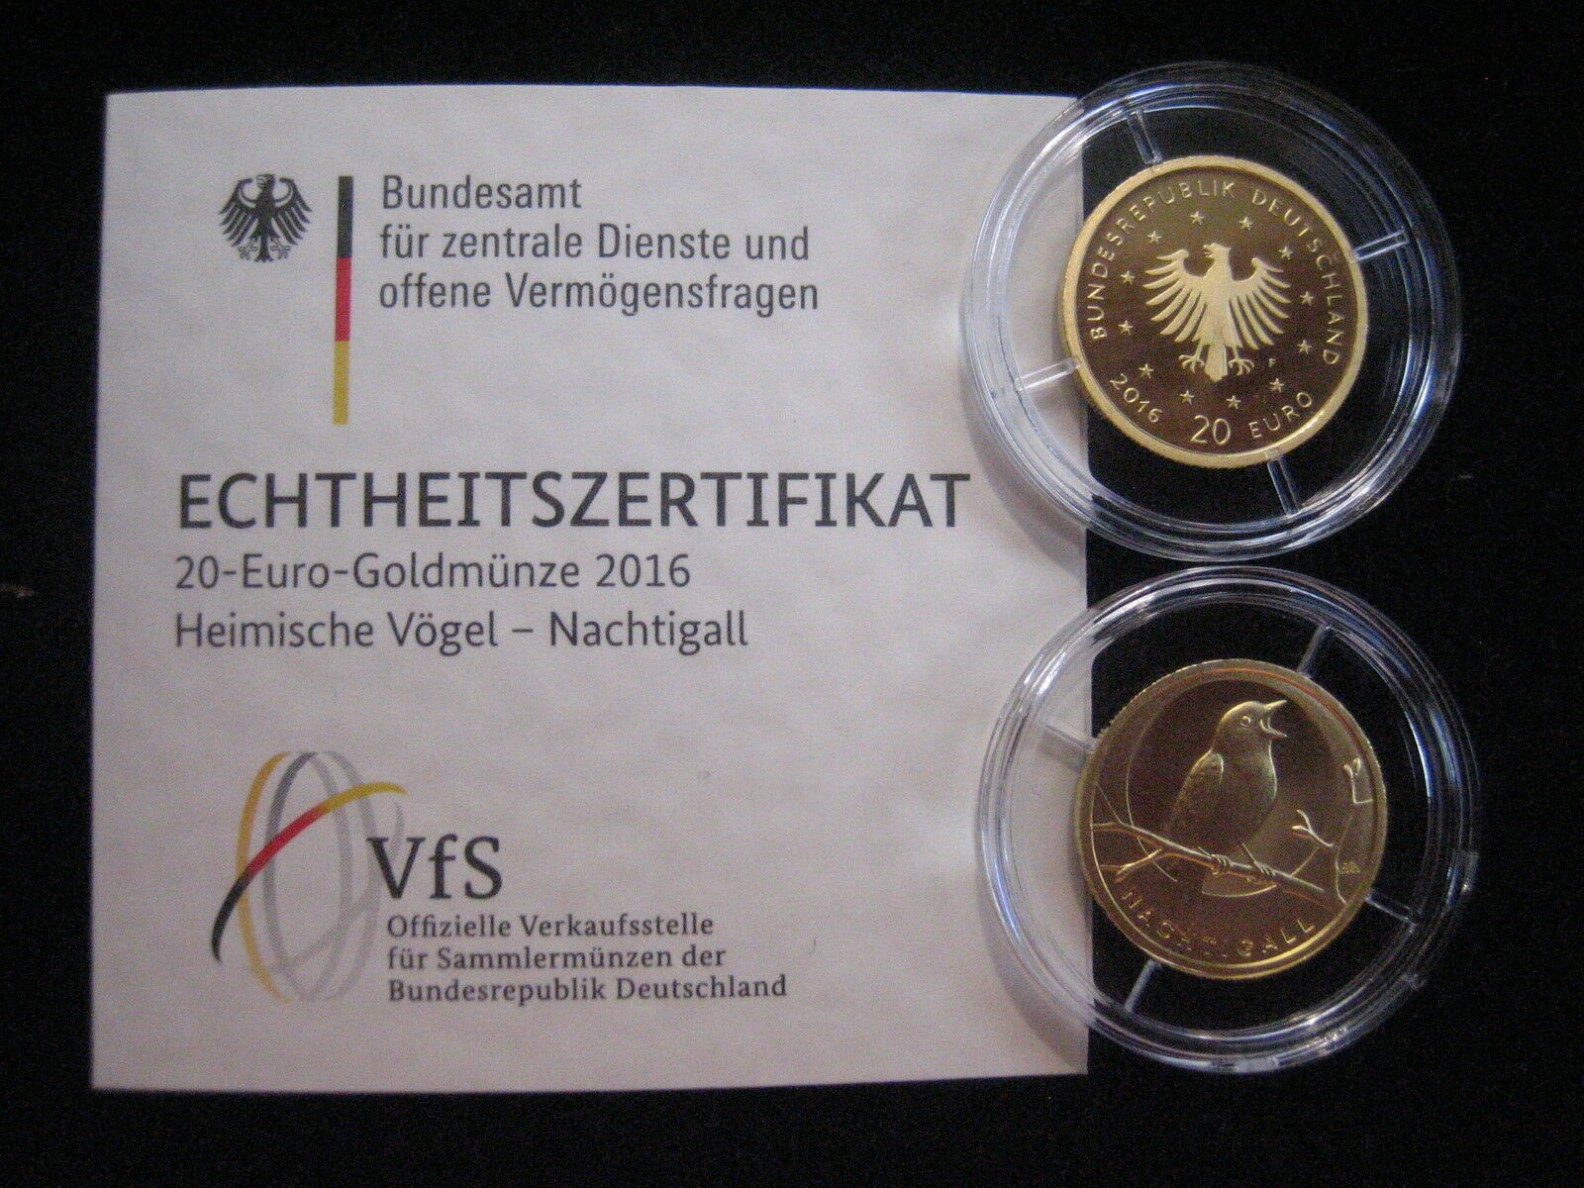 Bundesamt
für zentrale Dienste und
offene Vermögensfragen
ECHTHEITSZERTIFIKAT
20-Euro-Goldmünze 2016
Heimische Vögel – Nachtigall
VfS
Offizielle Verkaufsstelle
für Sammlermünzen der
Bundesrepublik Deutschland
BUNDESREPUBLIK DEUTSCHLAND
F
2016 20 EURO
NACHTIGALL